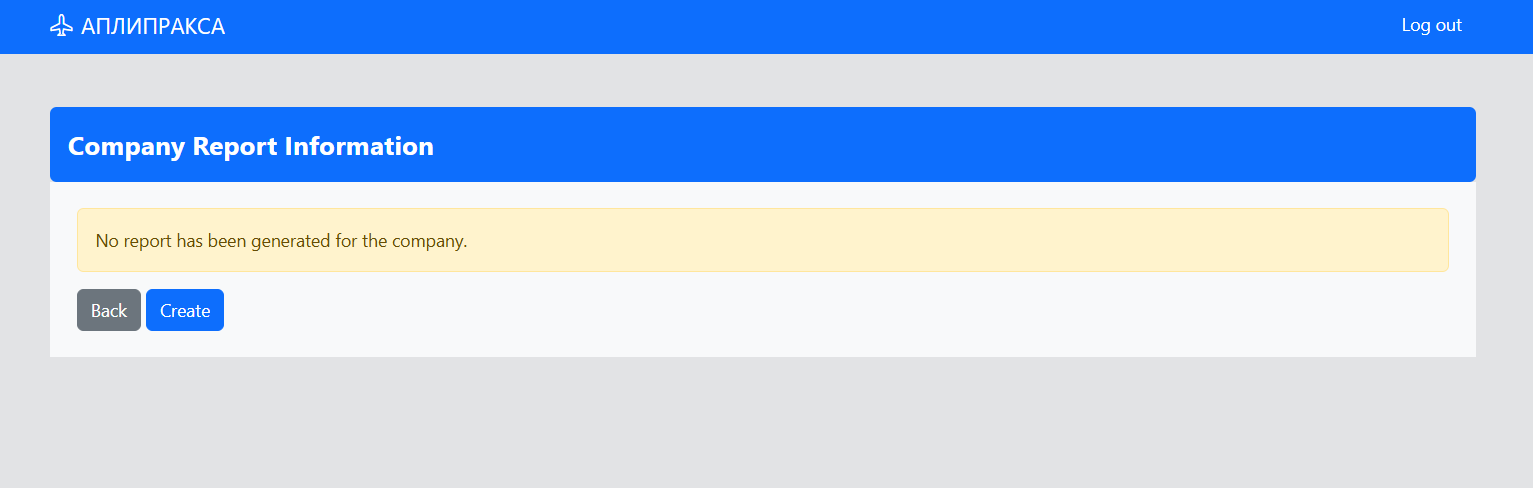 АПЛИПРАКСА
Log out
Company Report Information
No report has been generated for the company.
Back
Create